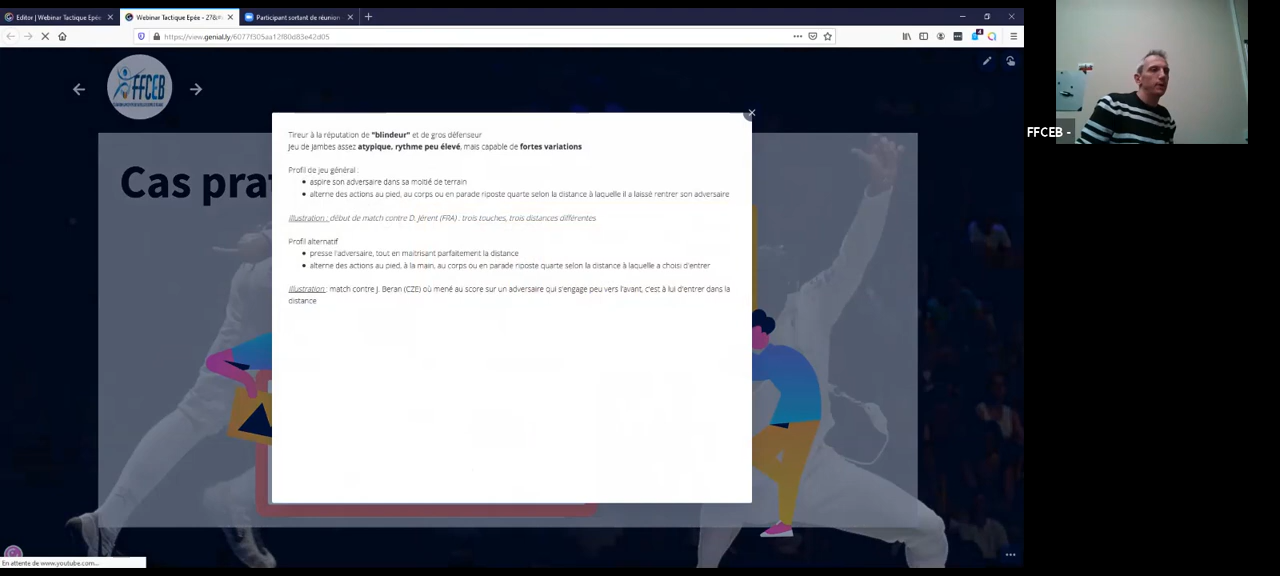 Editor | Webinar Tactique Epée
Webinar Tactique Epée - 27&#
Participant sortant de réunion
https://view.genial.ly/6077f305aa12f80d83e42d05
FFCEB
Cas prat
Tireur à la réputation de "blindeur" et de gros défenseur
Jeu de jambes assez atypique, rythme peu élevé, mais capable de fortes variations
Profil de jeu général :
• aspire son adversaire dans sa moitié de terrain
• alterne des actions au pied, au corps ou en parade riposte quarte selon la distance à laquelle il a laissé rentrer son adversaire
Illustration : début de match contre D. Jérent (FRA) : trois touches, trois distances différentes
Profil alternatif
• presse l'adversaire, tout en maitrisant parfaitement la distance
• alterne des actions au pied, à la main, au corps ou en parade riposte quarte selon la distance à laquelle a choisi d'entrer
Illustration : match contre J. Beran (CZE) où mené au score sur un adversaire qui s'engage peu vers l'avant, c'est à lui d'entrer dans la
distance
En attente de www.youtube.com...
FFCEB -